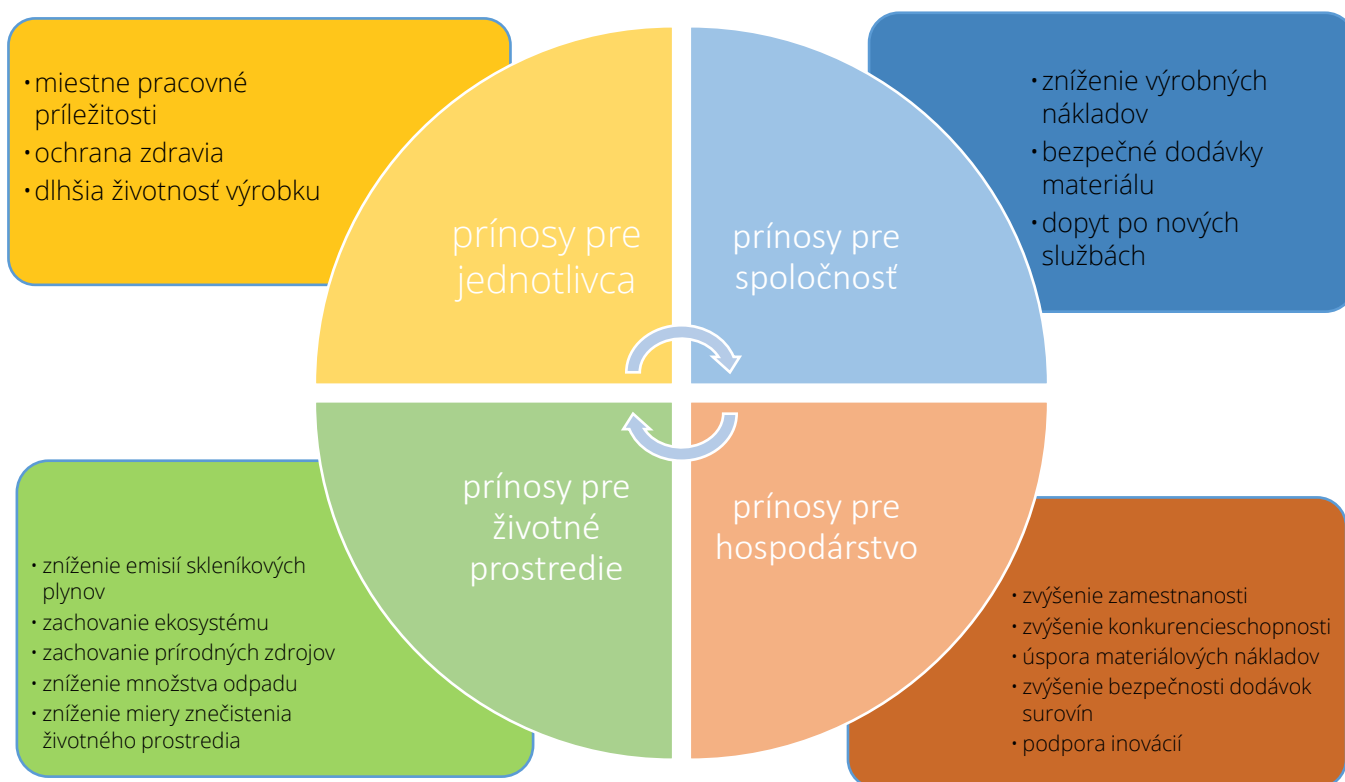 • miestne pracovné
príležitosti
• ochrana zdravia
• dlhšia životnosť výrobku
prínosy pre
jednotlivca
• zníženie výrobných
nákladov
• bezpečné dodávky
materiálu
• dopyt po nových
službách
prínosy pre
spoločnosť
• zníženie emisií skleníkových
plynov
• zachovanie ekosystému
• zachovanie prírodných zdrojov
• zníženie množstva odpadu
• zníženie miery znečistenia
životného prostredia
prínosy pre
životné
prostredie
prínosy pre
hospodárstvo
• zvýšenie zamestnanosti
• zvýšenie konkurencieschopnosti
• úspora materiálových nákladov
• zvýšenie bezpečnosti dodávok
surovín
• podpora inovácií